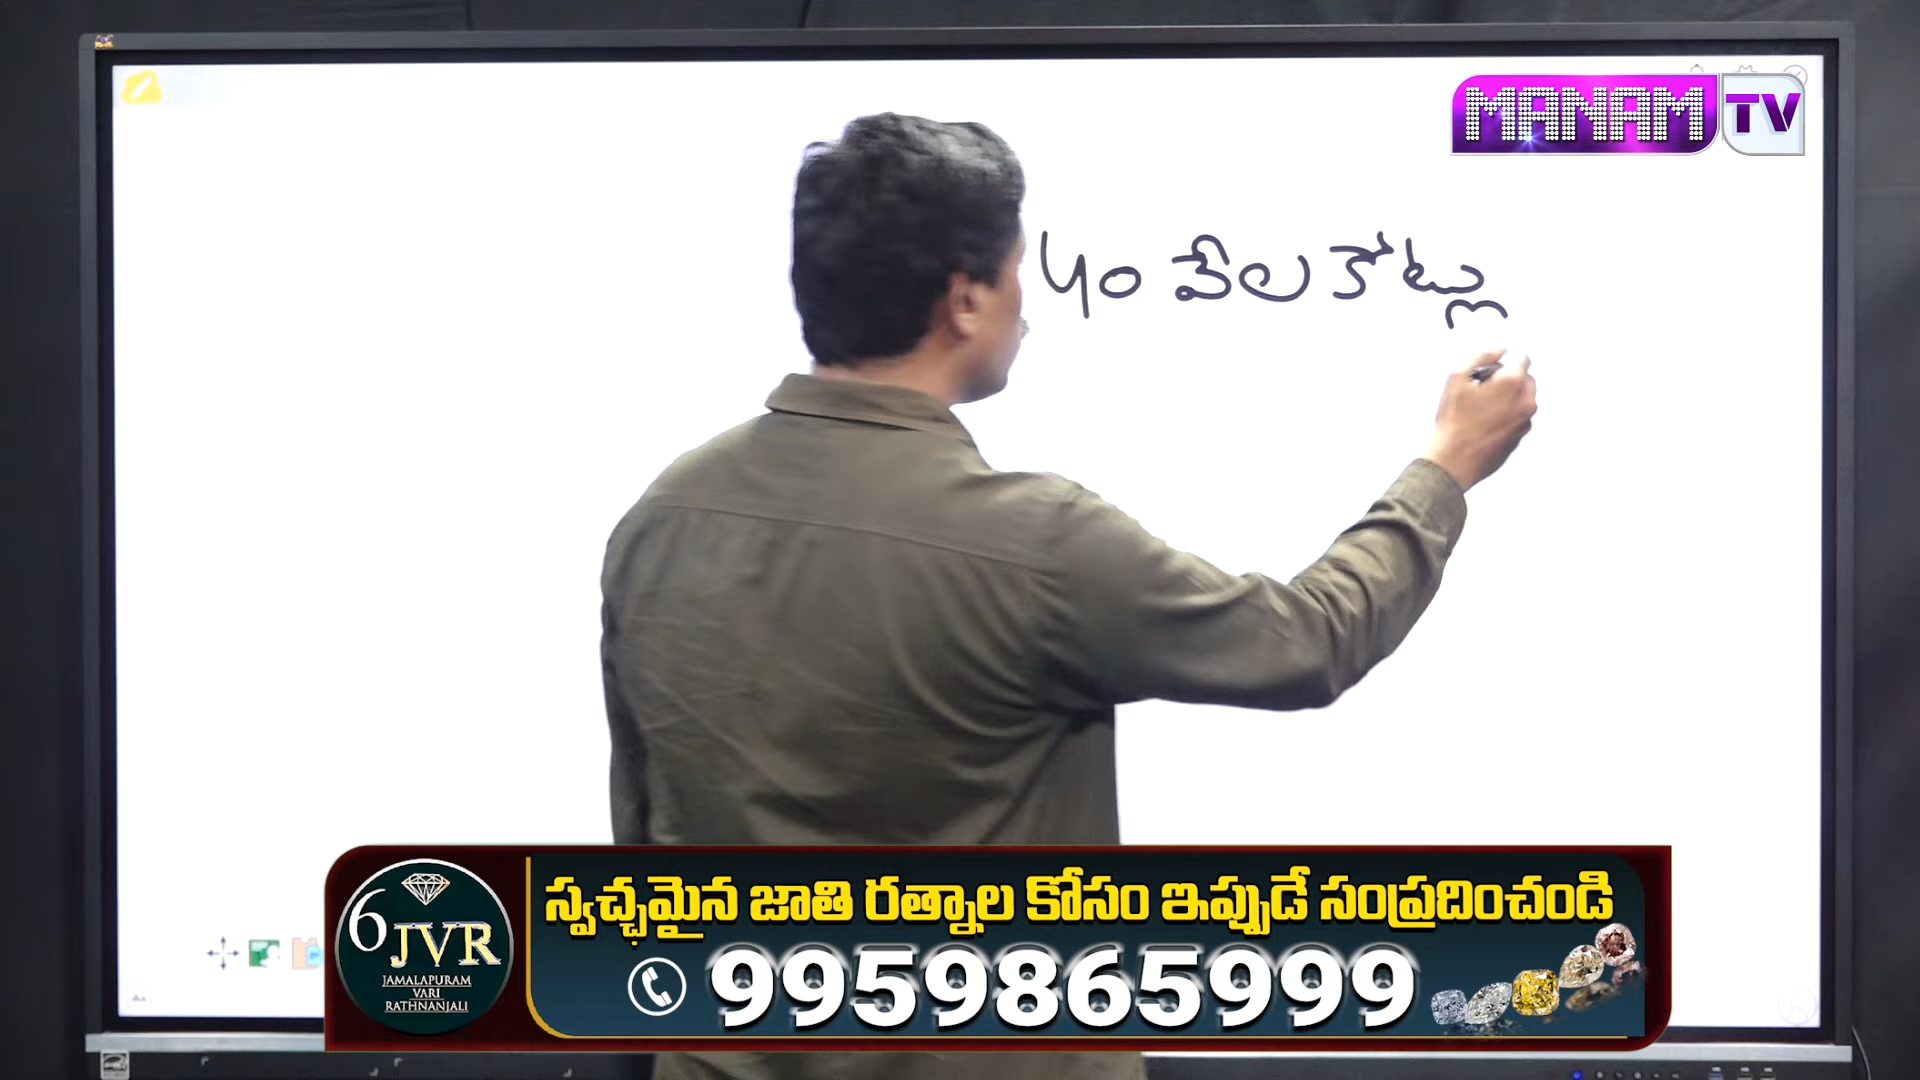 MANAM TV
40 వేల కోట్లు
6 JVR
JAMALAPURAM
VARI
RATHNANJALI
స్వచ్ఛమైన జాతి రత్నాల కోసం ఇప్పుడే సంప్రదించండి
9959865999